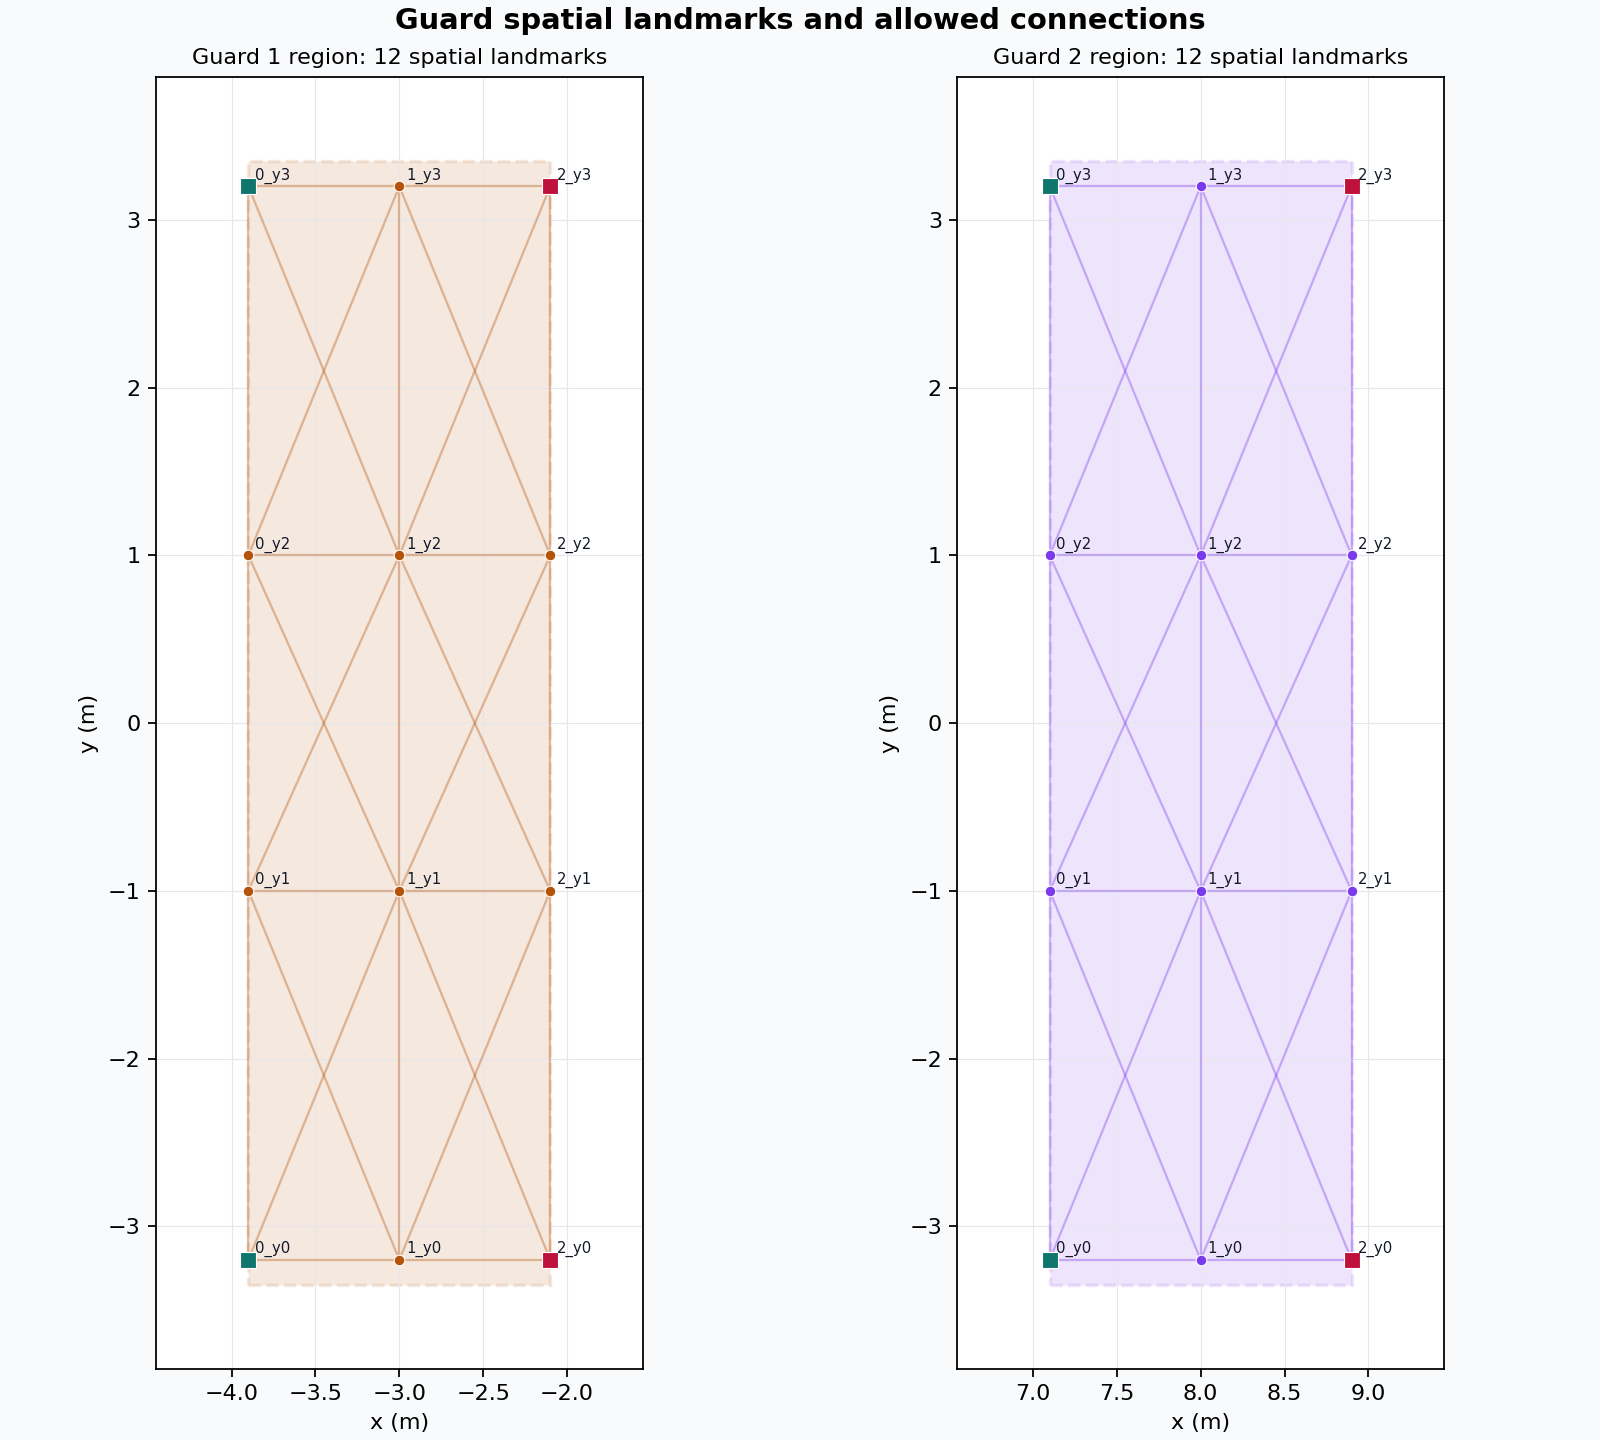 Guard spatial landmarks and allowed connections
Guard 1 region: 12 spatial landmarks
0_y3 1_y3 2_y3
3
2
0_y2 1_y2 2_y2
1
y (m)
0
0_y1 1_y1 2_y1
−1
−2
−3
0_y0 1_y0 2_y0
−4.0 −3.5 −3.0 −2.5 −2.0
x (m)
Guard 2 region: 12 spatial landmarks
0_y3 1_y3 2_y3
3
2
0_y2 1_y2 2_y2
1
y (m)
0
0_y1 1_y1 2_y1
−1
−2
−3
0_y0 1_y0 2_y0
7.0 7.5 8.0 8.5 9.0
x (m)